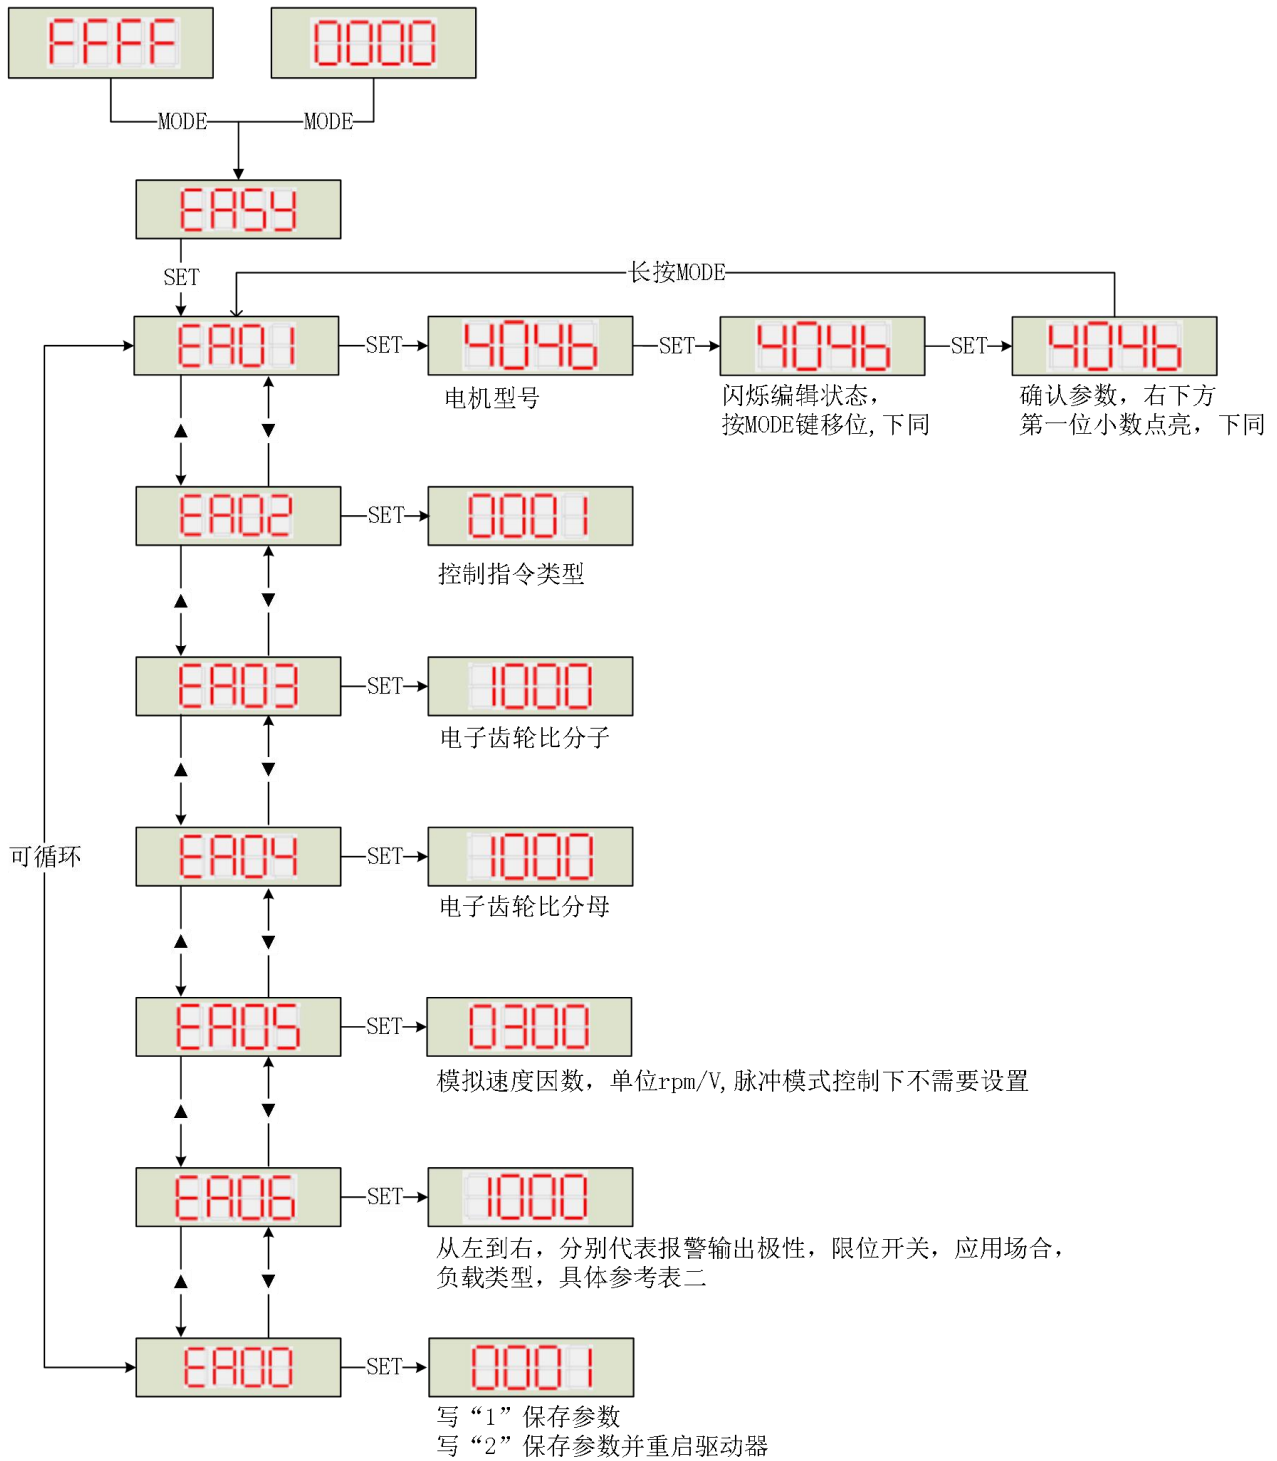 FFFF
0000
MODE
MODE
EASY
SET
长按MODE
EA01
SET
404b
SET
404b
SET
404b
电机型号
闪烁编辑状态,
按MODE键移位,下同
确认参数，右下方
第一位小数点亮，下同
▲
▼
EA02
SET
0001
控制指令类型
▲
▼
EA03
SET
1000
电子齿轮比分子
▲
▼
可循环
EA04
SET
1000
电子齿轮比分母
▲
▼
EA05
SET
0300
模拟速度因数，单位rpm/V,脉冲模式控制下不需要设置
▲
▼
EA06
SET
1000
从左到右，分别代表报警输出极性，限位开关，应用场合，
负载类型，具体参考表二
▲
▼
EA00
SET
0001
写“1”保存参数
写“2”保存参数并重启驱动器